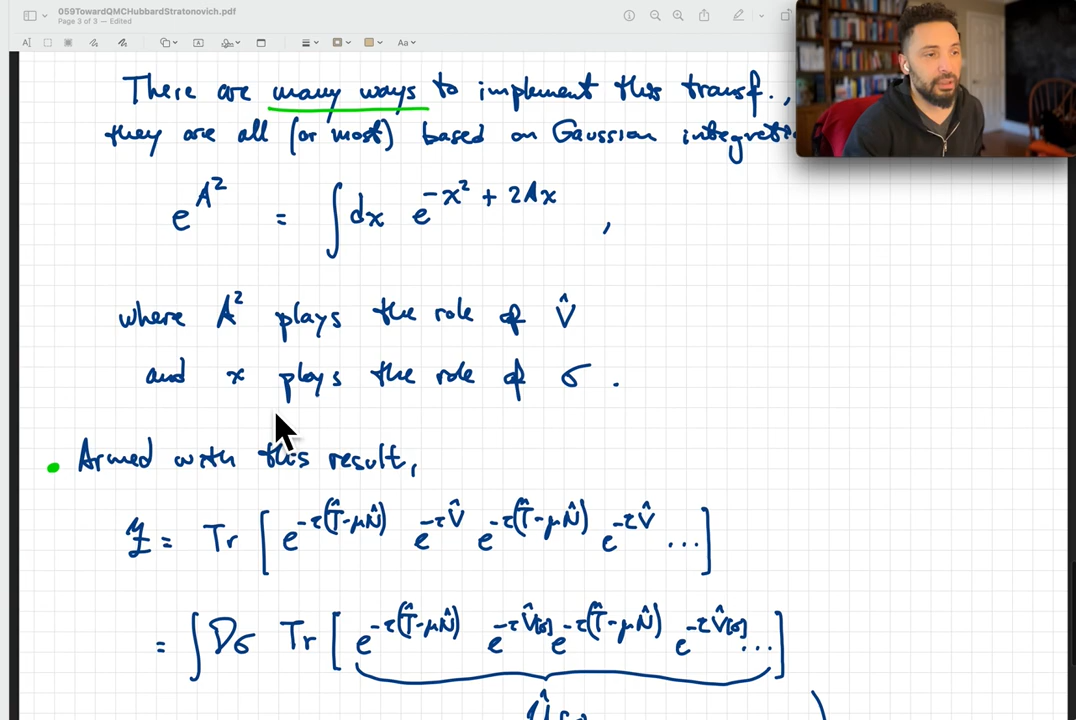 059TowardQMCHubbardStratonovich.pdf
Page 3 of 3 – Edited
There are many ways to implement this transf.,
they are all (or most) based on Gaussian
e^{A^2} = ∫ dx e^{-x^2 + 2Ax} ,
where A^2 plays the role of V̂
and x plays the role of σ .
• Armed with this result,
𝒵 = Tr [ e^{-τ(T̂-μN̂)} e^{-τV̂} e^{-τ(T̂-μN̂)} e^{-τV̂} ... ]
= ∫ Dσ Tr [ e^{-τ(T̂-μN̂)} e^{-τV̂[σ]} e^{-τ(T̂-μN̂)} e^{-τV̂[σ]} ... ]